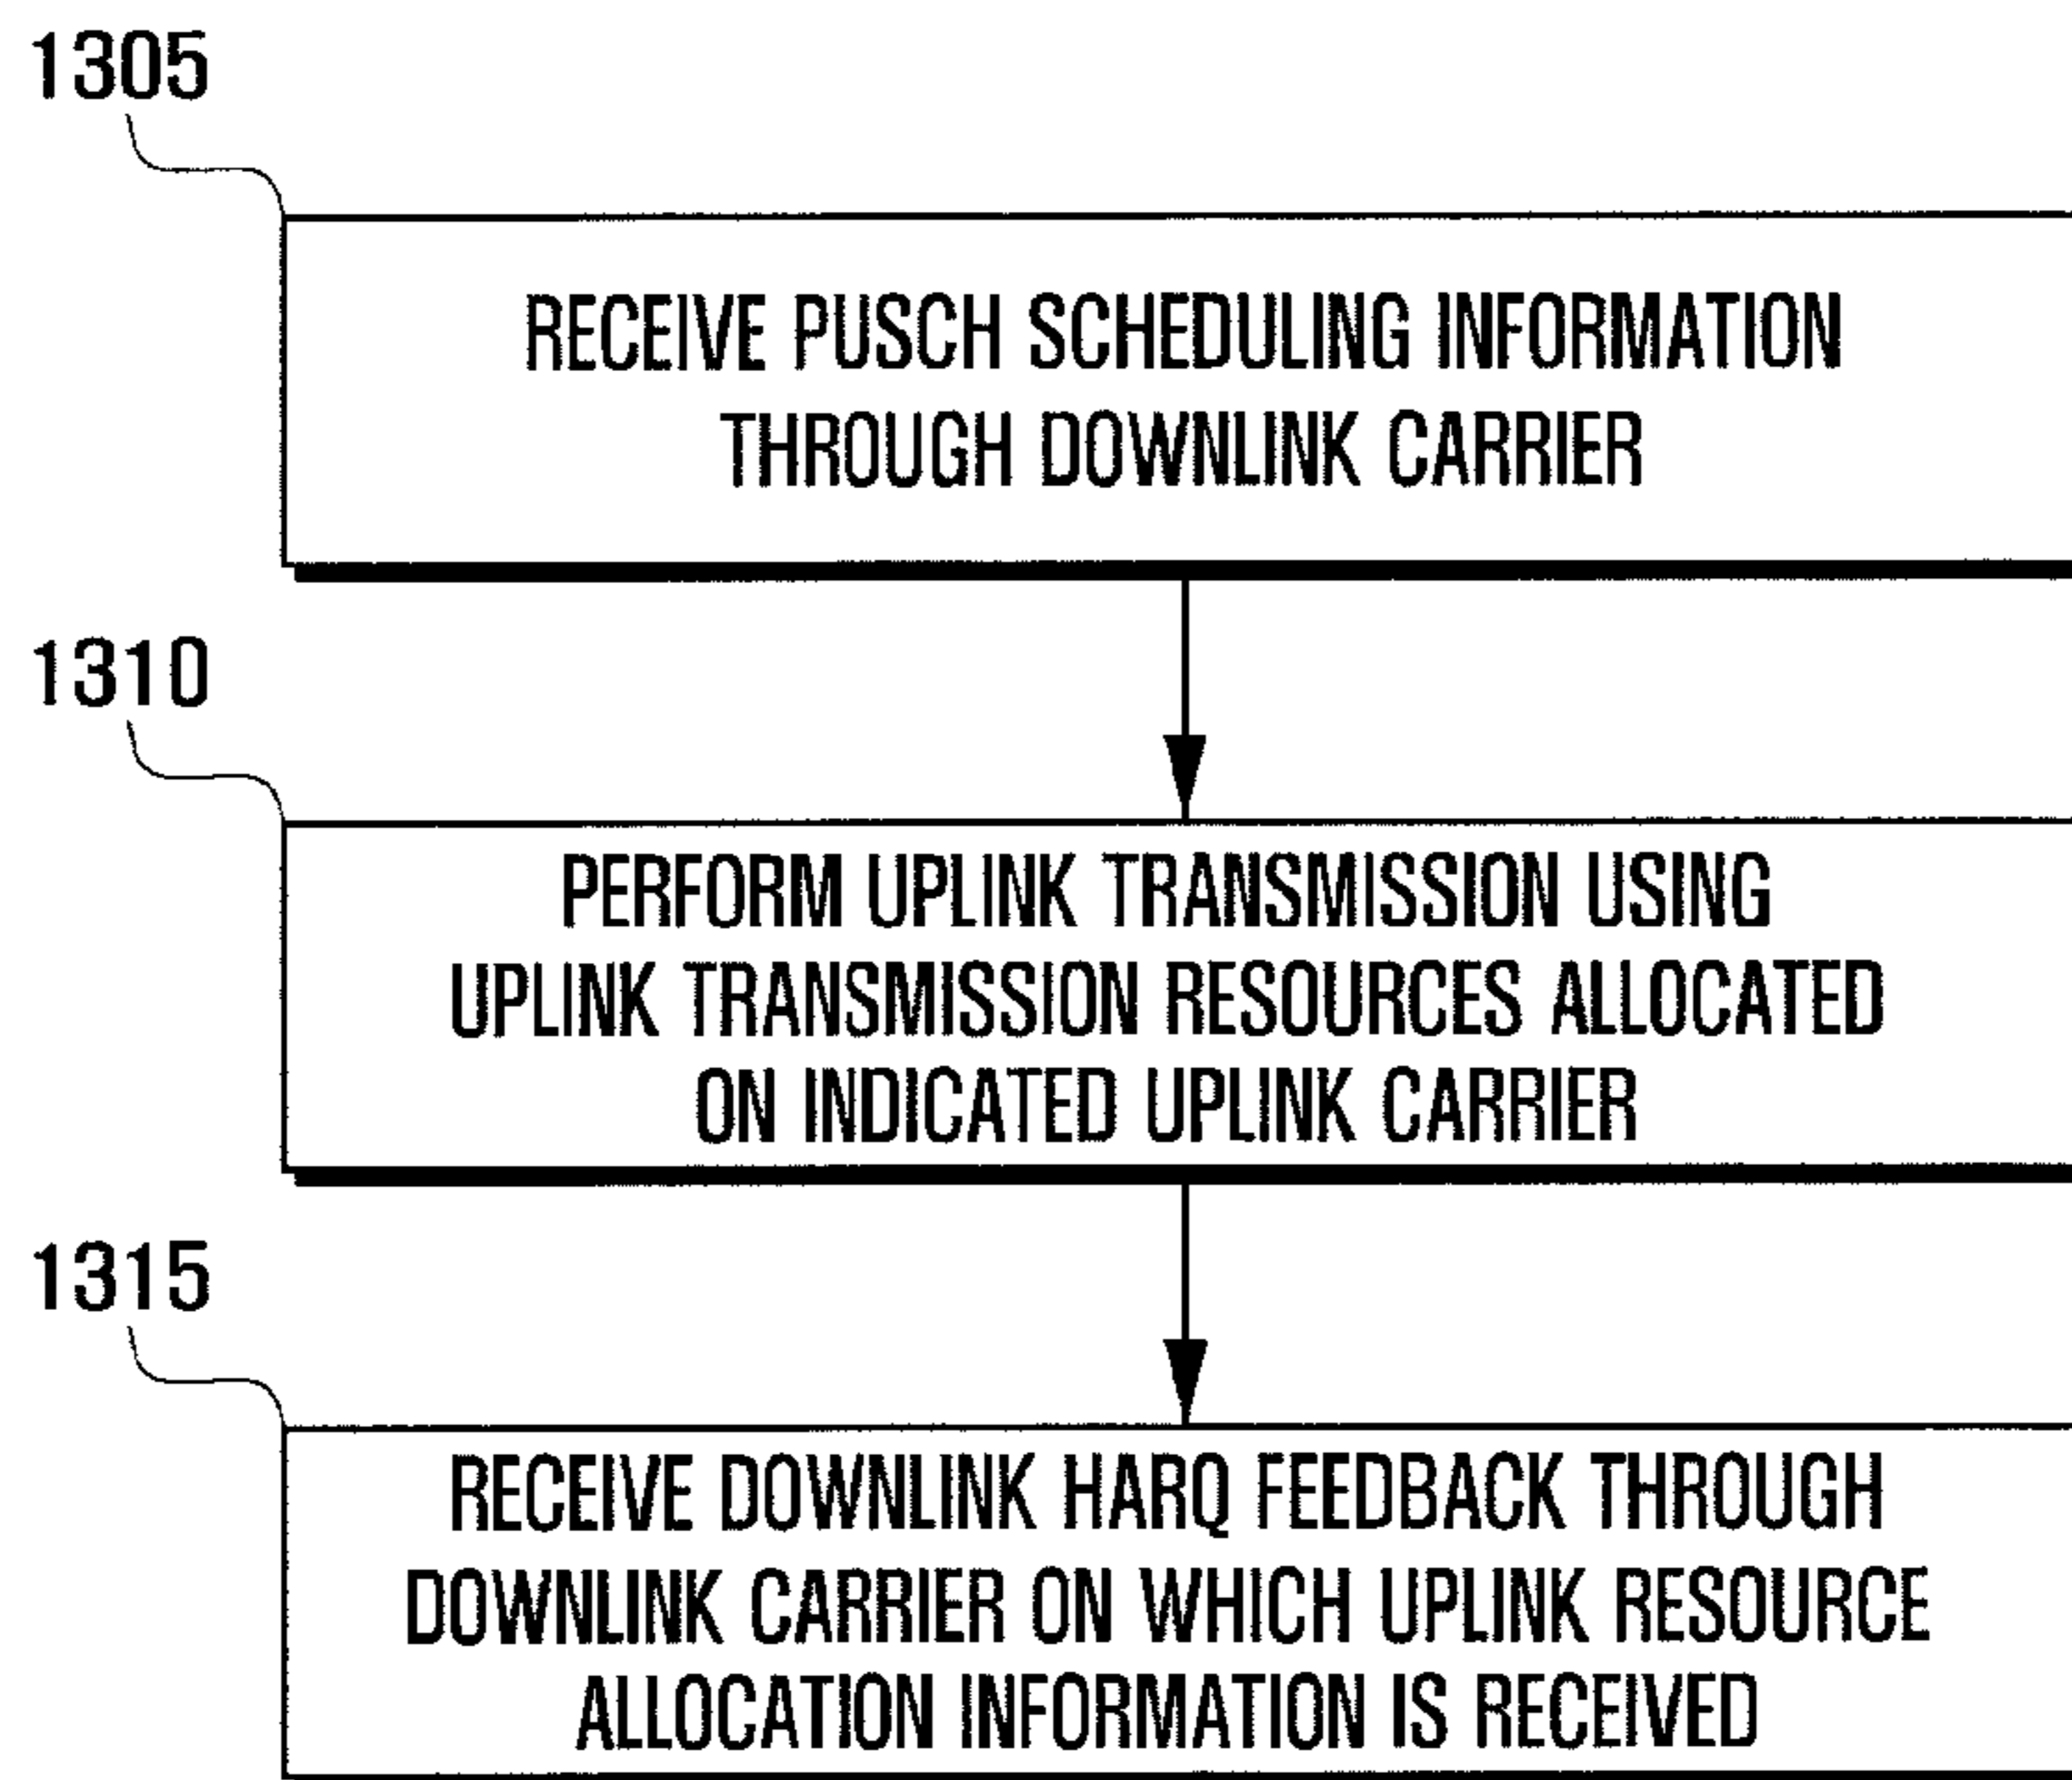 1305
RECEIVE PUSCH SCHEDULING INFORMATION
THROUGH DOWNLINK CARRIER
1310
PERFORM UPLINK TRANSMISSION USING
UPLINK TRANSMISSION RESOURCES ALLOCATED
ON INDICATED UPLINK CARRIER
1315
RECEIVE DOWNLINK HARQ FEEDBACK THROUGH
DOWNLINK CARRIER ON WHICH UPLINK RESOURCE
ALLOCATION INFORMATION IS RECEIVED